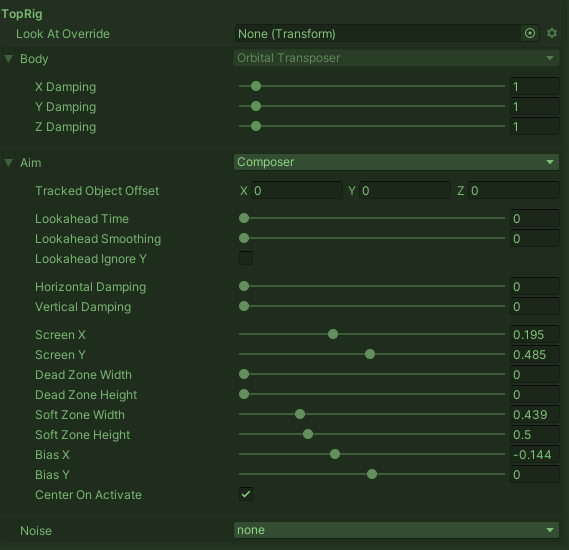 TopRig
Look At Override None (Transform)
Body Orbital Transposer
X Damping 1
Y Damping 1
Z Damping 1
Aim Composer
Tracked Object Offset X 0 Y 0 Z 0
Lookahead Time 0
Lookahead Smoothing 0
Lookahead Ignore Y
Horizontal Damping 0
Vertical Damping 0
Screen X 0.195
Screen Y 0.485
Dead Zone Width 0
Dead Zone Height 0
Soft Zone Width 0.439
Soft Zone Height 0.5
Bias X -0.144
Bias Y 0
Center On Activate
Noise none